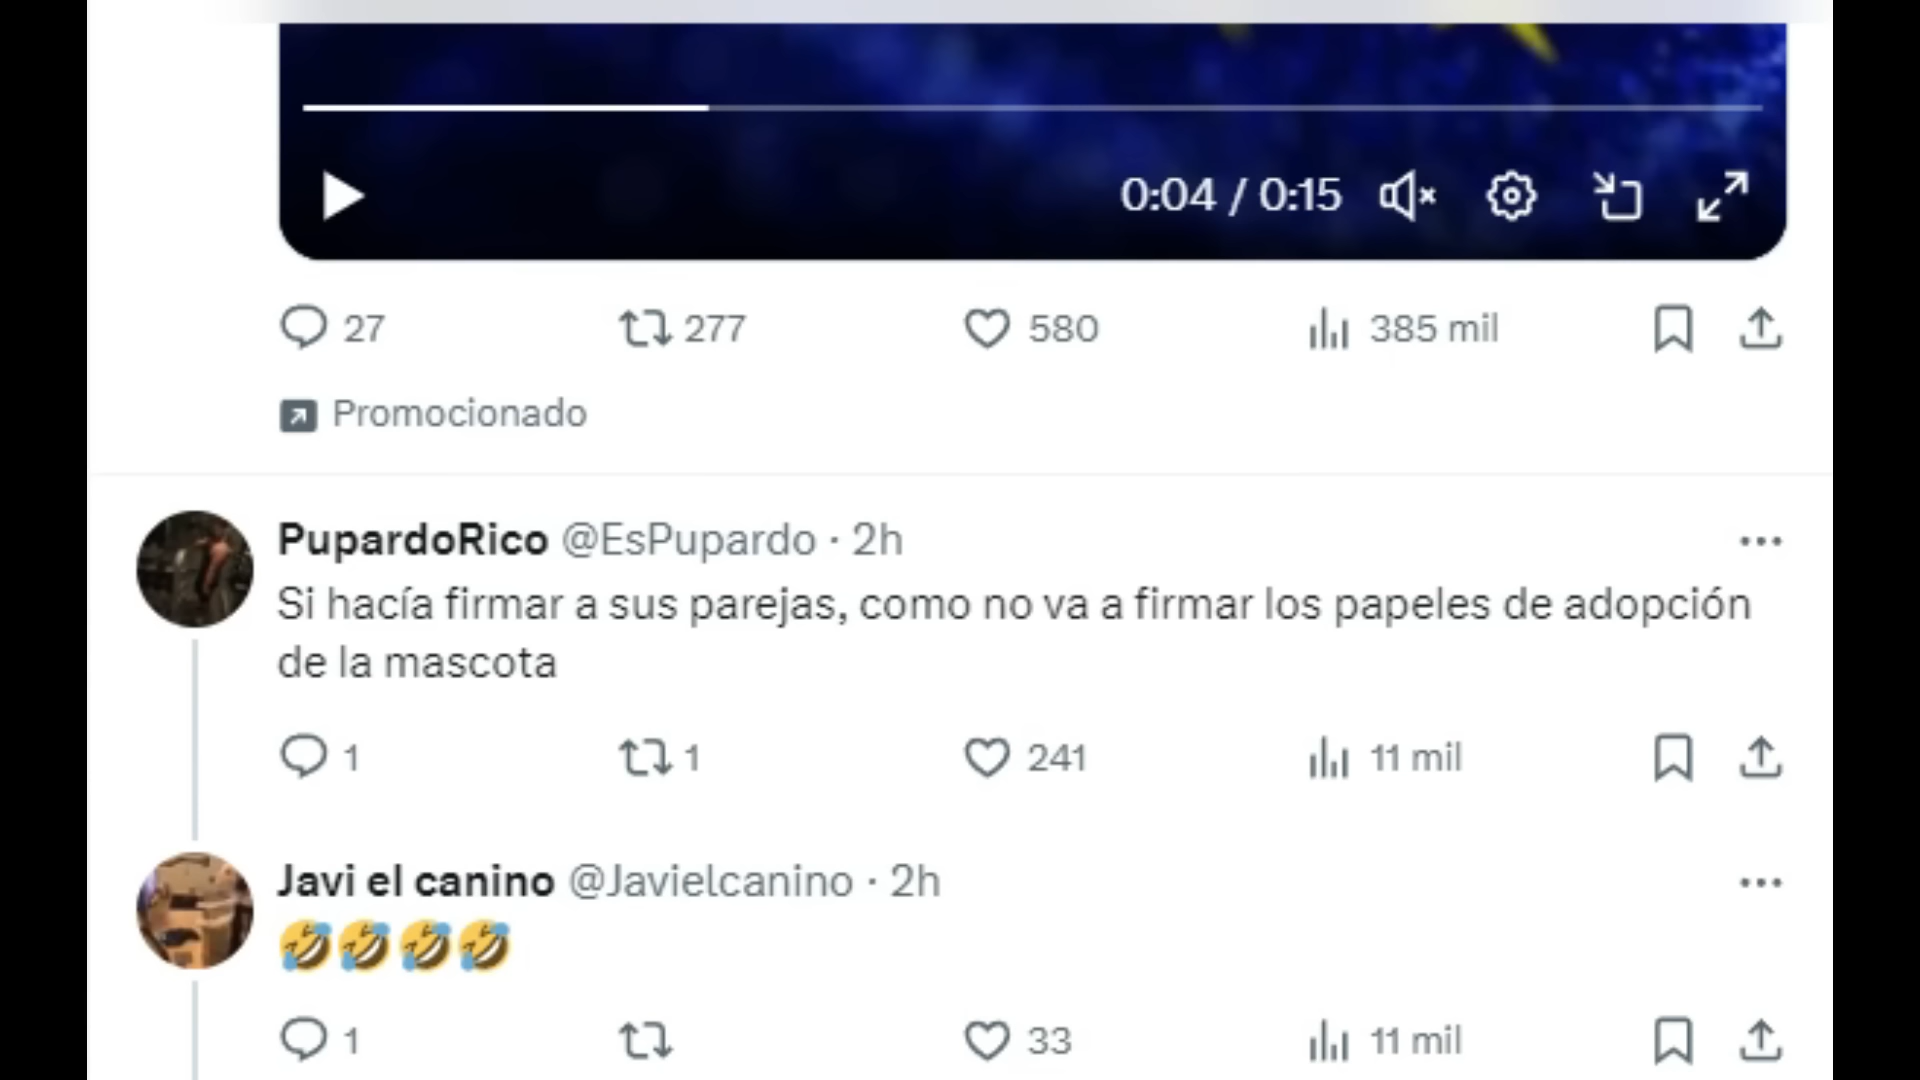 0:04 / 0:15
27 277 580 385 mil
Promocionado
PupardoRico @EsPupardo · 2h
Si hacía firmar a sus parejas, como no va a firmar los papeles de adopción
de la mascota
1 1 241 11 mil
Javi el canino @Javielcanino · 2h
🤣🤣🤣🤣
1 33 11 mil